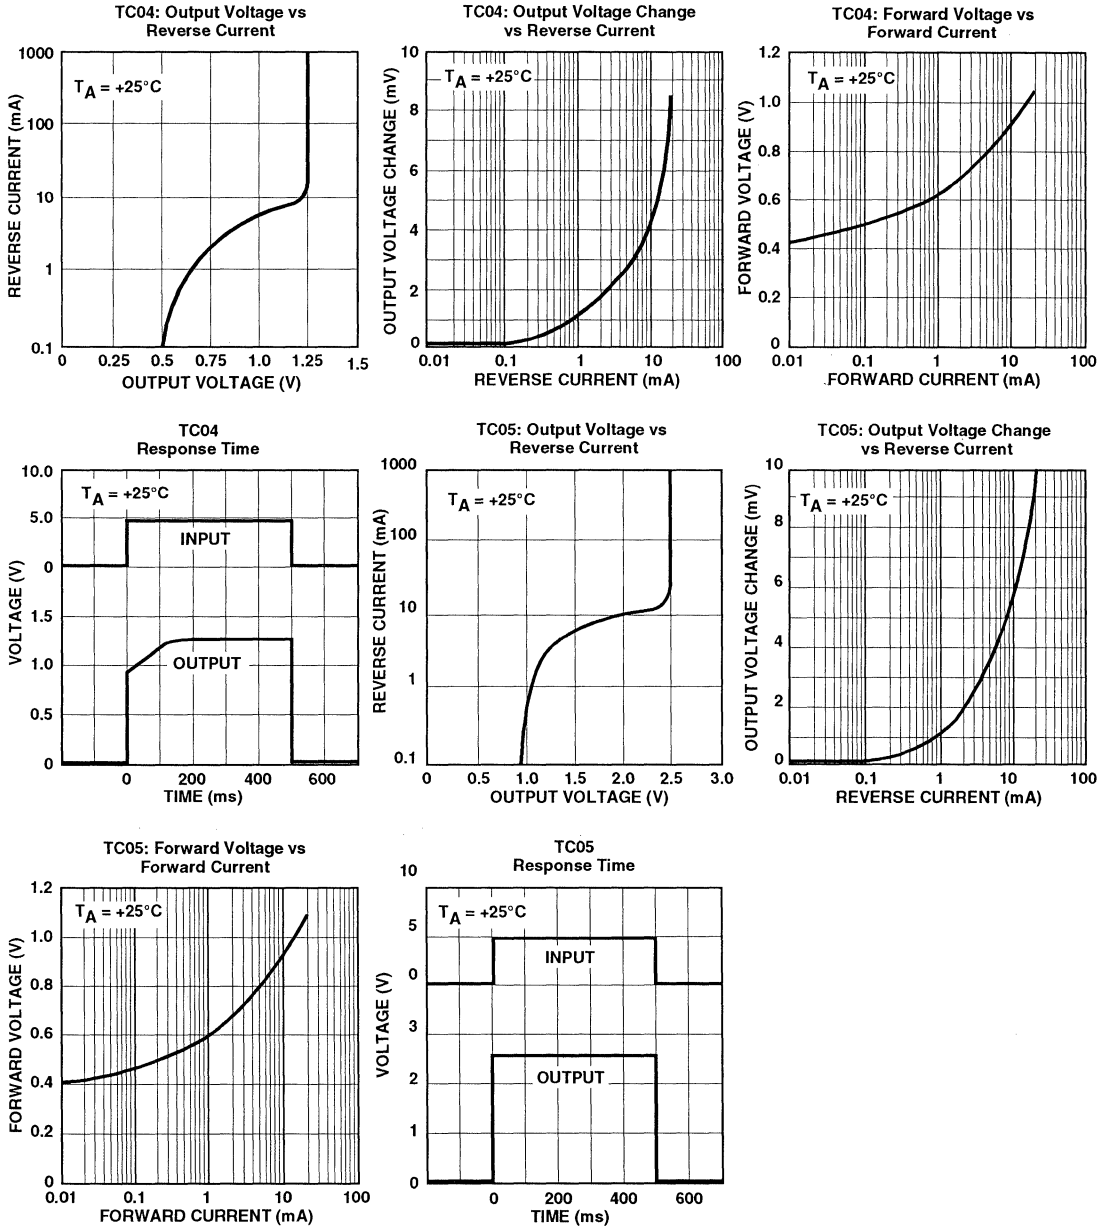 TC04: Output Voltage vs
Reverse Current
REVERSE CURRENT (mA)
1000
100
10
1
0.1
TA = +25°C
0 0.25 0.5 0.75 1.0 1.25 1.5
OUTPUT VOLTAGE (V)
TC04: Output Voltage Change
vs Reverse Current
OUTPUT VOLTAGE CHANGE (mV)
10
8
6
4
2
0
TA = +25°C
0.01 0.1 1 10 100
REVERSE CURRENT (mA)
TC04: Forward Voltage vs
Forward Current
FORWARD VOLTAGE (V)
1.2
1.0
0.8
0.6
0.4
0.2
0
TA = +25°C
0.01 0.1 1 10 100
FORWARD CURRENT (mA)
TC04
Response Time
VOLTAGE (V)
10.0
5.0
0
1.5
1.0
0.5
0
TA = +25°C
INPUT
OUTPUT
0 200 400 600
TIME (ms)
TC05: Output Voltage vs
Reverse Current
REVERSE CURRENT (mA)
1000
100
10
1
0.1
TA = +25°C
0 0.5 1.0 1.5 2.0 2.5 3.0
OUTPUT VOLTAGE (V)
TC05: Output Voltage Change
vs Reverse Current
OUTPUT VOLTAGE CHANGE (mV)
10
8
6
4
2
0
TA = +25°C
0.01 0.1 1 10 100
REVERSE CURRENT (mA)
TC05: Forward Voltage vs
Forward Current
FORWARD VOLTAGE (V)
1.2
1.0
0.8
0.6
0.4
0.2
0
TA = +25°C
0.01 0.1 1 10 100
FORWARD CURRENT (mA)
TC05
Response Time
VOLTAGE (V)
10
5
0
3
2
1
0
TA = +25°C
INPUT
OUTPUT
0 200 400 600
TIME (ms)